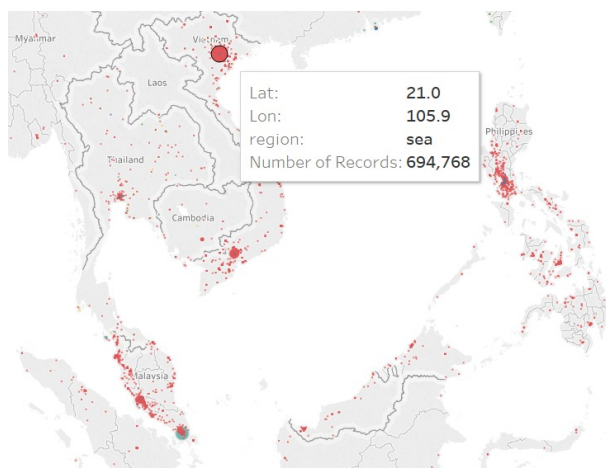 Myanmar
Vietnam
Laos
Lat: 21.0
Lon: 105.9
region: sea
Number of Records: 694,768
Philippines
Thailand
Cambodia
Malaysia